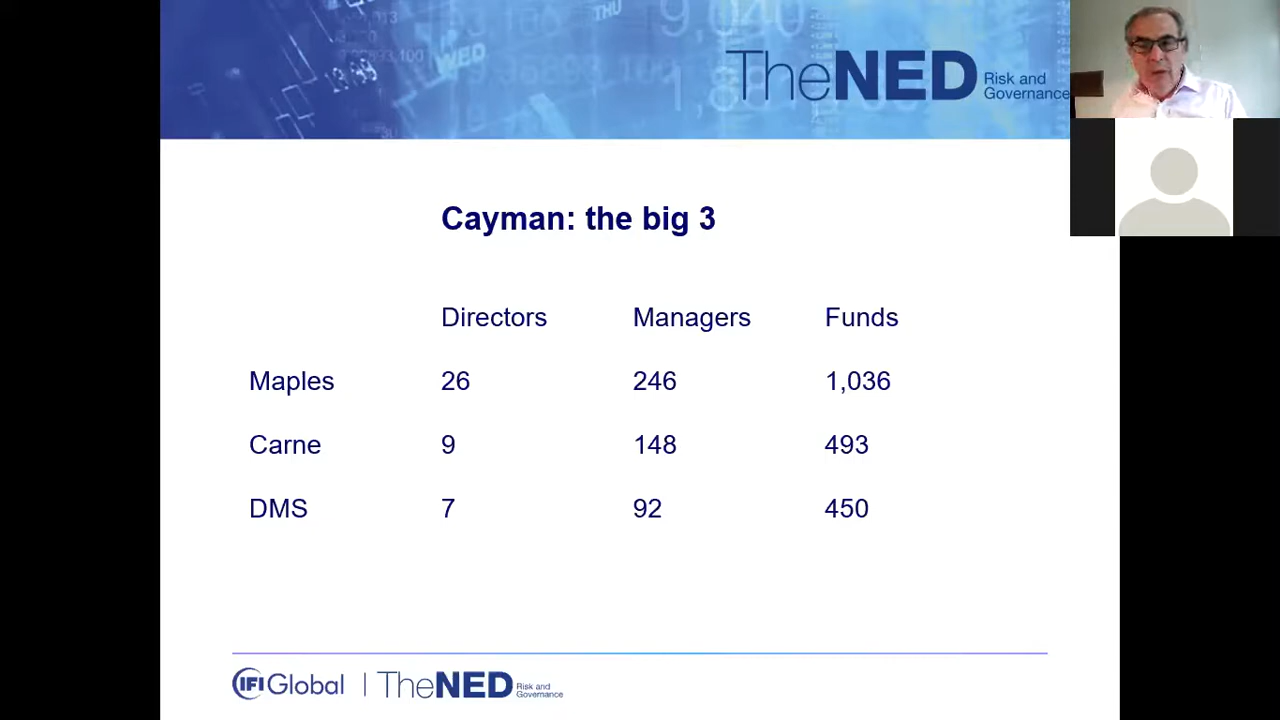 TheNED Risk and
Governance
Cayman: the big 3
Directors Managers Funds
Maples 26 246 1,036
Carne 9 148 493
DMS 7 92 450
IFI Global | TheNED Risk and
Governance